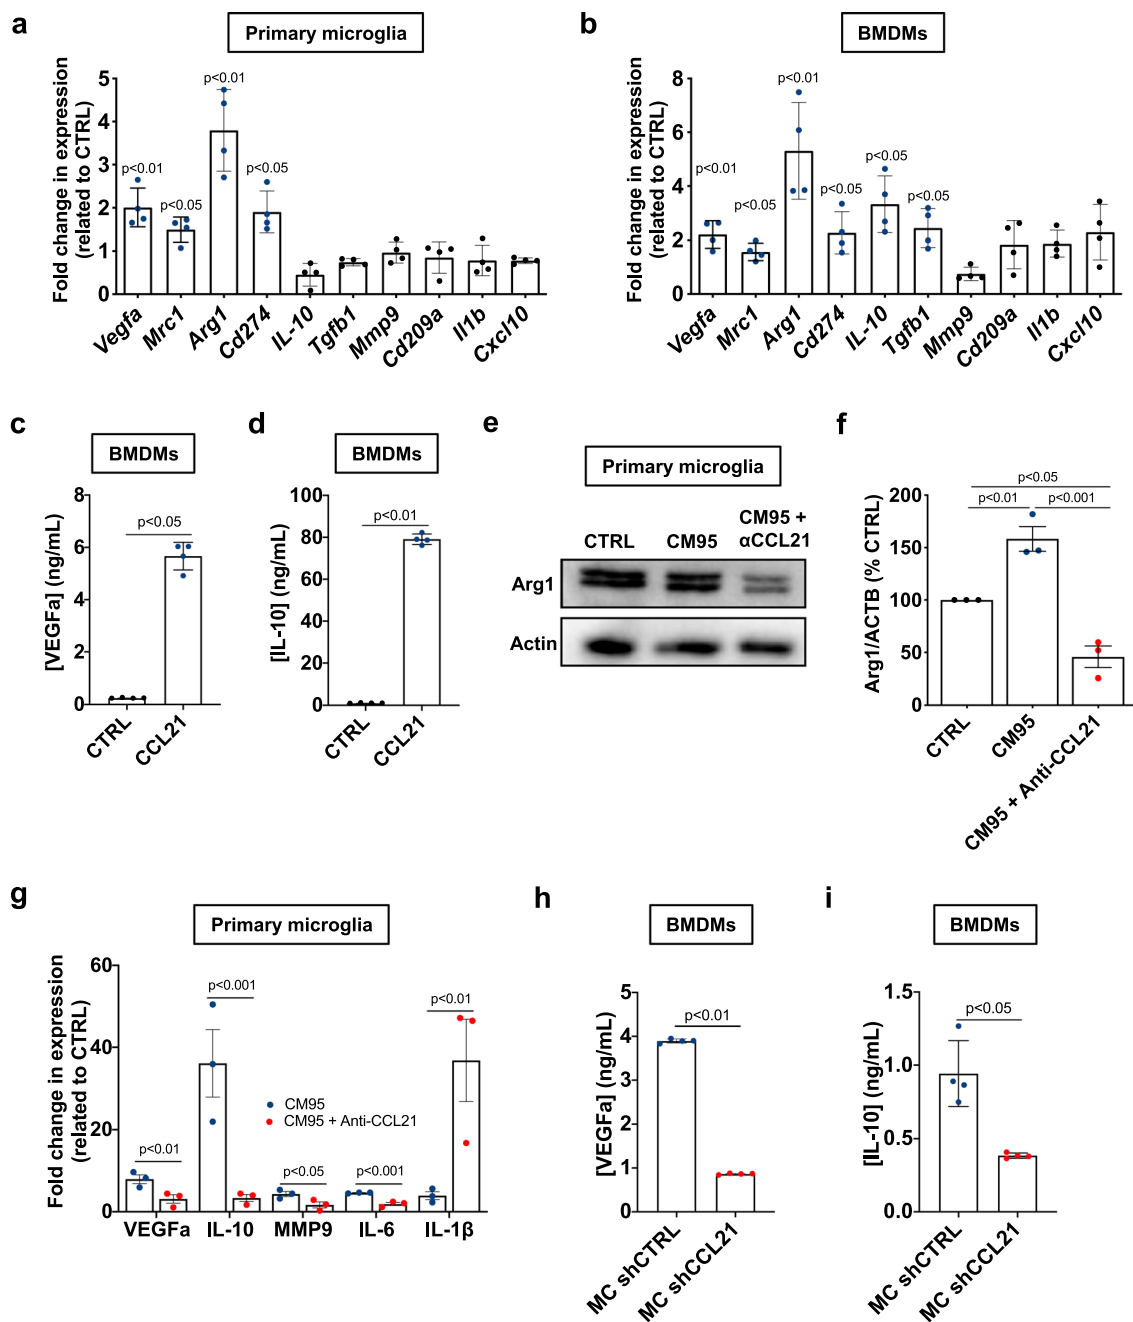 a
Primary microglia
Fold change in expression
(related to CTRL)
5
4
3
2
1
0
p<0.01
p<0.05
p<0.01
p<0.05
Vegfa
Mrc1
Arg1
Cd274
IL-10
Tgfb1
Mmp9
Cd209a
Il1b
Cxcl10
b
BMDMs
Fold change in expression
(related to CTRL)
8
6
4
2
0
p<0.01
p<0.05
p<0.01
p<0.05
p<0.05
p<0.05
Vegfa
Mrc1
Arg1
Cd274
IL-10
Tgfb1
Mmp9
Cd209a
Il1b
Cxcl10
c
BMDMs
[VEGFa] (ng/mL)
8
6
4
2
0
p<0.05
CTRL
CCL21
d
BMDMs
[IL-10] (ng/mL)
100
80
60
40
20
0
p<0.01
CTRL
CCL21
e
Primary microglia
CTRL
CM95
CM95 +
αCCL21
Arg1
Actin
f
Arg1/ACTB (% CTRL)
200
150
100
50
0
p<0.05
p<0.01
p<0.001
CTRL
CM95
CM95 + Anti-CCL21
g
Primary microglia
Fold change in expression
(related to CTRL)
60
40
20
0
p<0.01
p<0.001
p<0.05
p<0.001
p<0.01
CM95
CM95 + Anti-CCL21
VEGFa
IL-10
MMP9
IL-6
IL-1β
h
BMDMs
[VEGFa] (ng/mL)
5
4
3
2
1
0
p<0.01
MC shCTRL
MC shCCL21
i
BMDMs
[IL-10] (ng/mL)
1.5
1.0
0.5
0.0
p<0.05
MC shCTRL
MC shCCL21